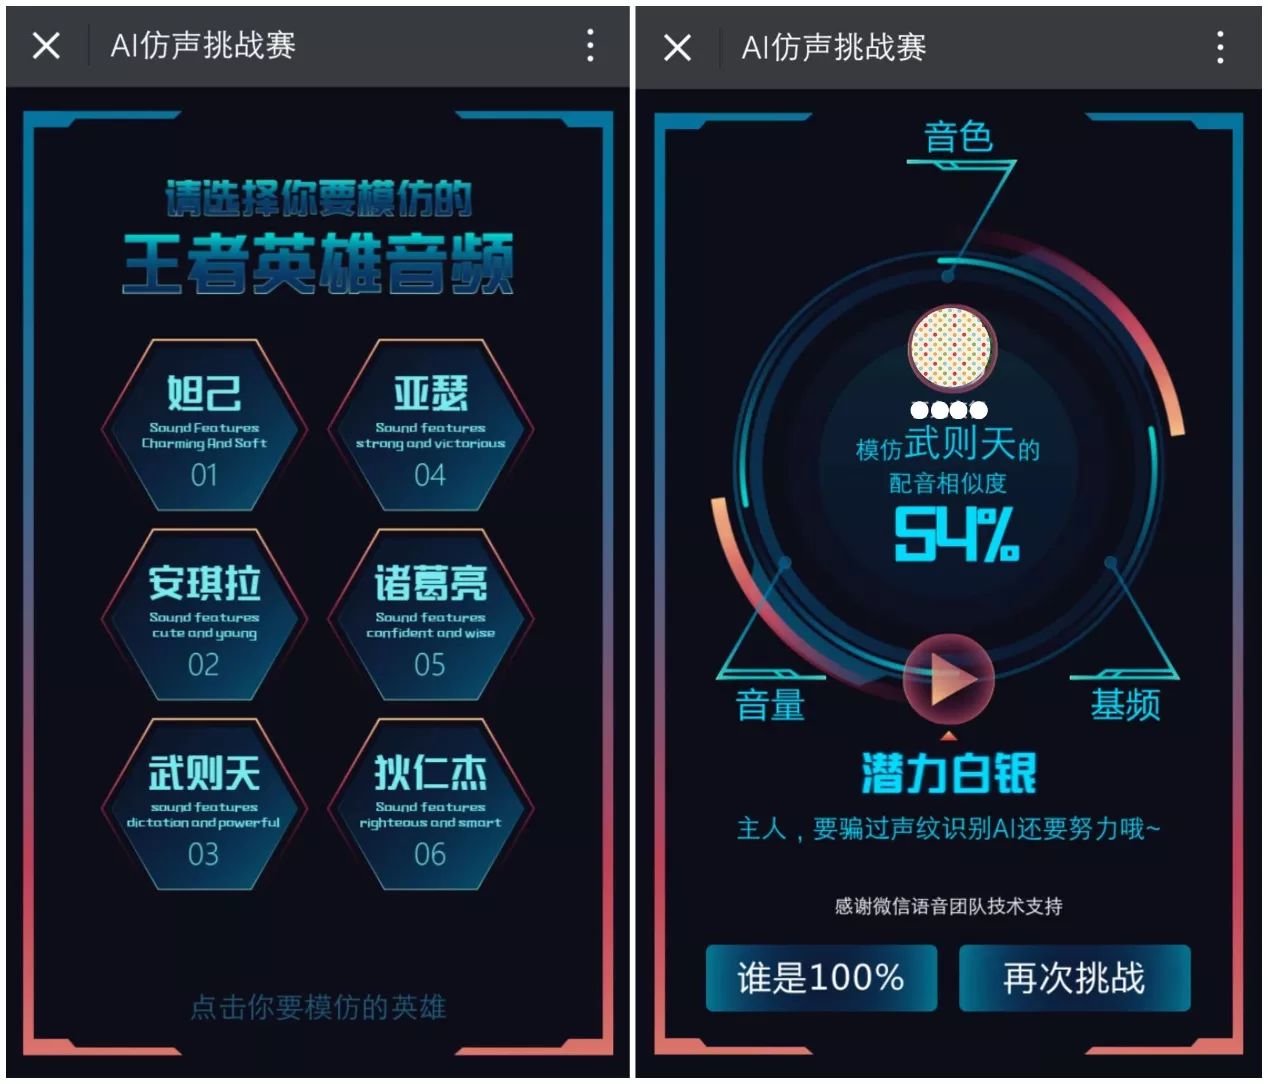 AI仿声挑战赛
请选择你要模仿的
王者英雄音频
妲己
Sound Features
Charming And Soft
01
亚瑟
Sound features
strong and victorious
04
安琪拉
Sound features
cute and young
02
诸葛亮
Sound features
confident and wise
05
武则天
sound features
dictation and powerful
03
狄仁杰
Sound features
righteous and smart
06
点击你要模仿的英雄
AI仿声挑战赛
音色
模仿武则天的
配音相似度
54%
音量
基频
潜力白银
主人，要骗过声纹识别AI还要努力哦~
感谢微信语音团队技术支持
谁是100%
再次挑战